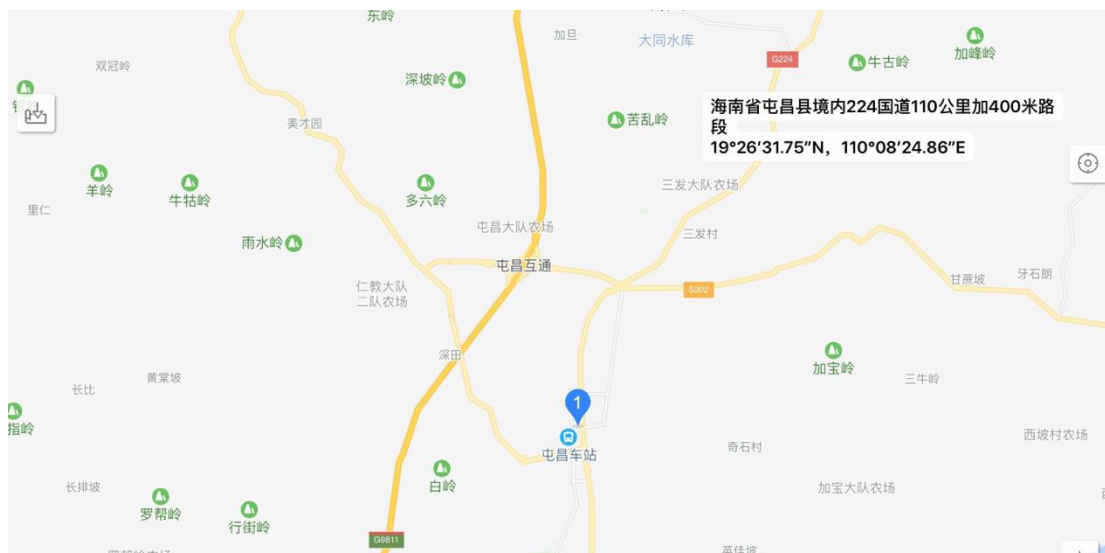 东岭
加旦
大同水库
加峰岭
G224
牛古岭
双冠岭
深坡岭
海南省屯昌县境内224国道110公里加400米路
段
19°26′31.75″N，110°08′24.86″E
苦乱岭
美才园
羊岭
牛牯岭
多六岭
三发大队农场
里仁
屯昌大队农场
三发村
雨水岭
屯昌互通
牙石朗
甘蔗坡
仁教大队
二队农场
S302
深田
加宝岭
黄棠坡
三牛岭
长比
1
指岭
西坡村农场
奇石村
屯昌车站
白岭
长排坡
加宝大队农场
罗帮岭
行街岭
G9811
英佳坡